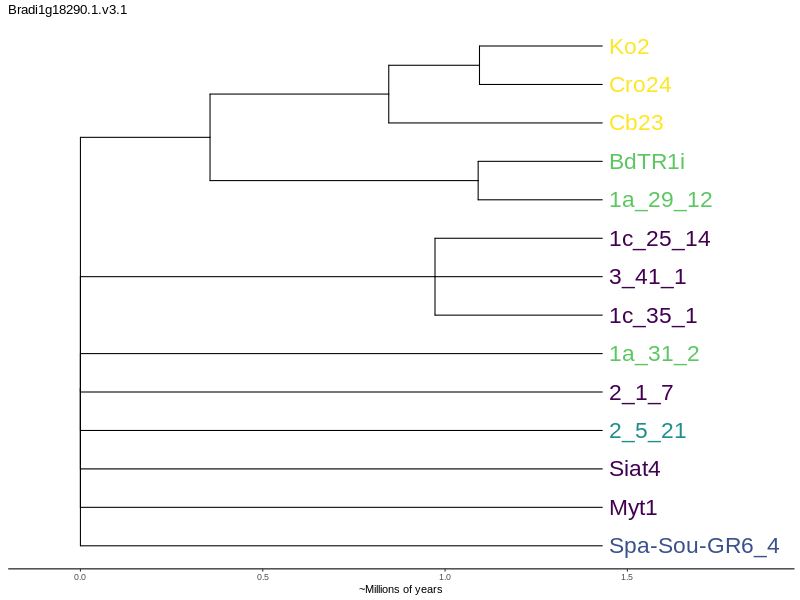 Bradi1g18290.1.v3.1
Ko2
Cro24
Cb23
BdTR1i
1a_29_12
1c_25_14
3_41_1
1c_35_1
1a_31_2
2_1_7
2_5_21
Siat4
Myt1
Spa-Sou-GR6_4
0.0 0.5 1.0 1.5
~Millions of years